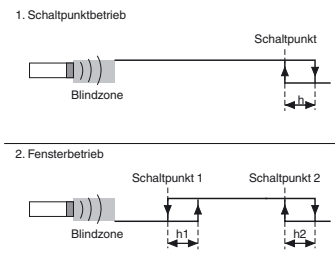 1. Schaltpunktbetrieb
Schaltpunkt
Blindzone
h
2. Fensterbetrieb
Schaltpunkt 1 Schaltpunkt 2
Blindzone
h1 h2